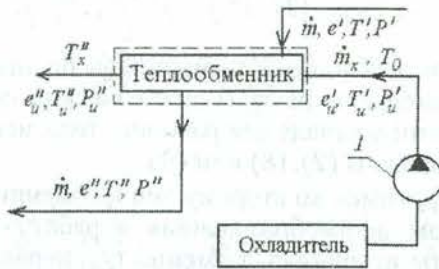 ṁ, e′, T′, P′
T″ₓ
Теплообменник
ṁₓ, T₀
e″ᵤ, T″ᵤ, P″ᵤ
e′ᵤ, T′ᵤ, P′ᵤ
1
ṁ, e″, T″ P″
Охладитель